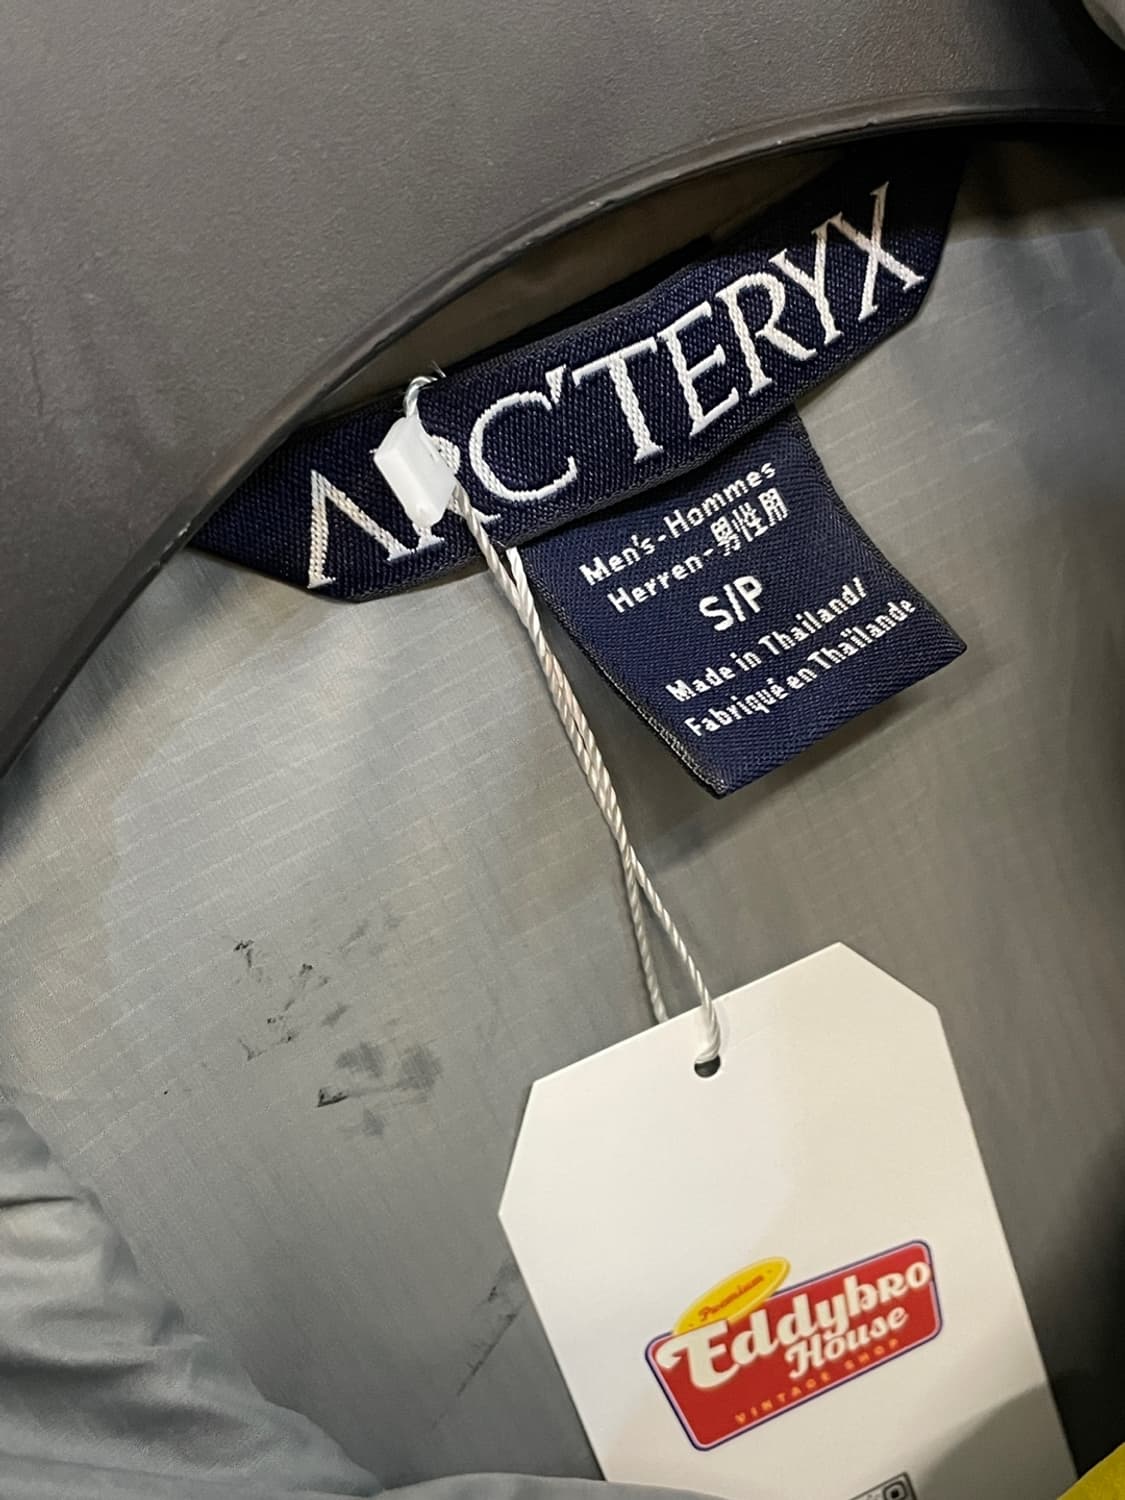 ARC'TERYX
Men's-Hommes
Herren-男性用
S/P
Made in Thailand/
Fabriqué en Thaïlande
Premium
Eddybro
House
VINTAGE SHOP